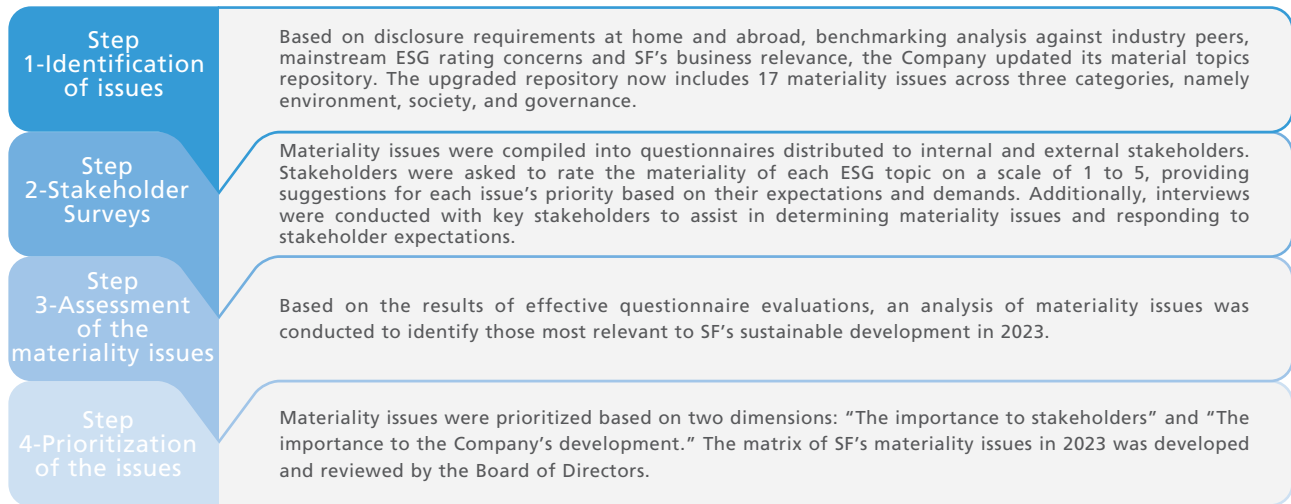 Step
1-Identification
of issues
Based on disclosure requirements at home and abroad, benchmarking analysis against industry peers,
mainstream ESG rating concerns and SF’s business relevance, the Company updated its material topics
repository. The upgraded repository now includes 17 materiality issues across three categories, namely
environment, society, and governance.
Step
2-Stakeholder
Surveys
Materiality issues were compiled into questionnaires distributed to internal and external stakeholders.
Stakeholders were asked to rate the materiality of each ESG topic on a scale of 1 to 5, providing
suggestions for each issue’s priority based on their expectations and demands. Additionally, interviews
were conducted with key stakeholders to assist in determining materiality issues and responding to
stakeholder expectations.
Step
3-Assessment
of the
materiality issues
Based on the results of effective questionnaire evaluations, an analysis of materiality issues was
conducted to identify those most relevant to SF’s sustainable development in 2023.
Step
4-Prioritization
of the issues
Materiality issues were prioritized based on two dimensions: “The importance to stakeholders” and “The
importance to the Company’s development.” The matrix of SF’s materiality issues in 2023 was developed
and reviewed by the Board of Directors.